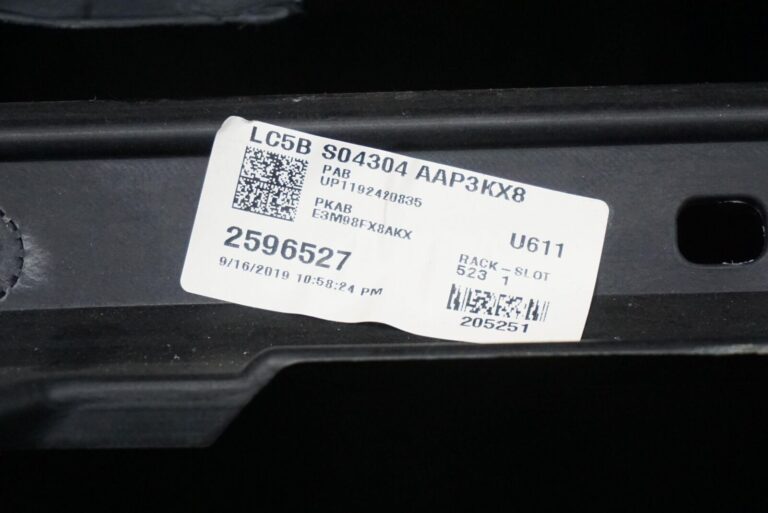 LC5B S04304 AAP3KX8
PAB
UP1192420835
PKAB
E3M98FX8AKX
U611
2596527
RACK-SLOT
523 1
9/16/2019 10:58:24 PM
205251